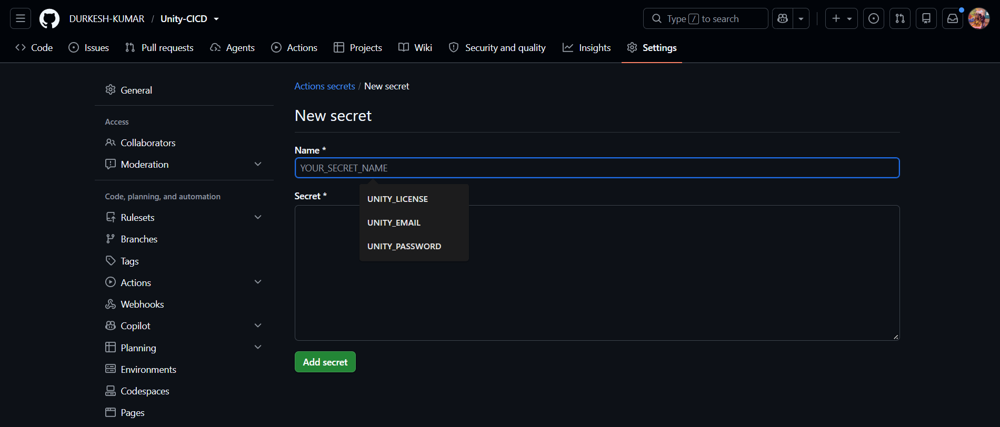 DURKESH-KUMAR / Unity-CICD
Type / to search
Code Issues Pull requests Agents Actions Projects Wiki Security and quality Insights Settings
General
Access
Collaborators
Moderation
Code, planning, and automation
Rulesets
Branches
Tags
Actions
Webhooks
Copilot
Planning
Environments
Codespaces
Pages
Actions secrets / New secret
New secret
Name *
YOUR_SECRET_NAME
Secret *
UNITY_LICENSE
UNITY_EMAIL
UNITY_PASSWORD
Add secret